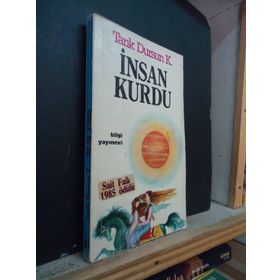 Tarık Dursun K.
İNSAN
KURDU
bilgi
yayınevi
Sait Faik
1985 ödülü